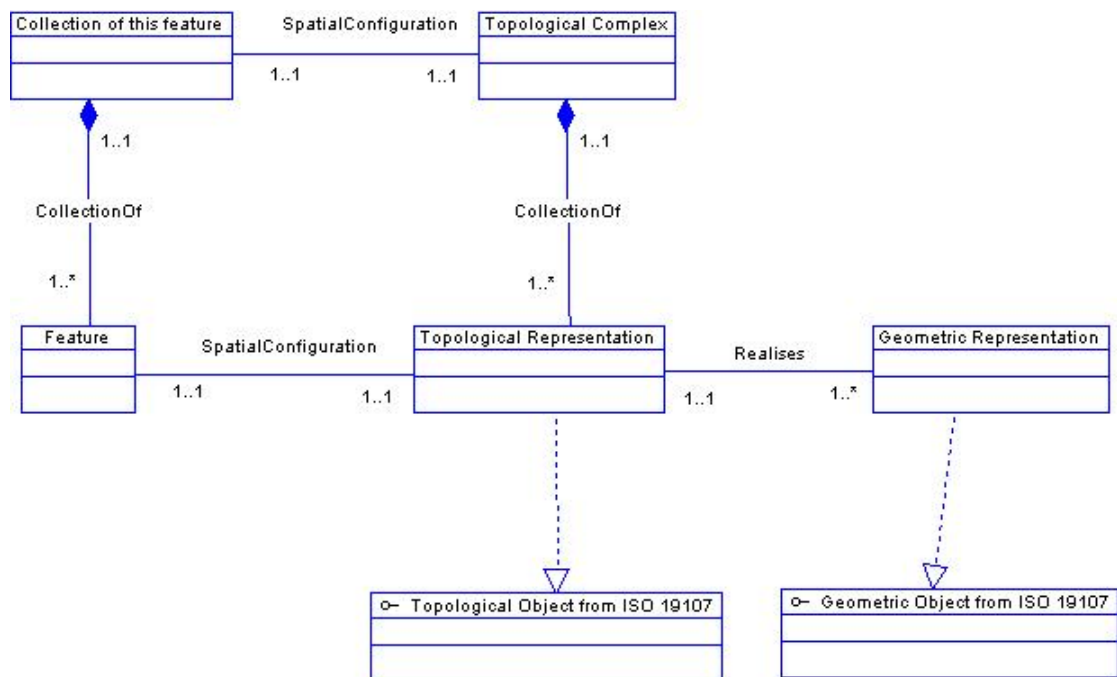 Collection of this feature
SpatialConfiguration
Topological Complex
1..1
1..1
1..1
1..1
CollectionOf
CollectionOf
1..*
1..*
Feature
SpatialConfiguration
Topological Representation
Realises
Geometric Representation
1..1
1..1
1..1
1..*
Topological Object from ISO 19107
Geometric Object from ISO 19107